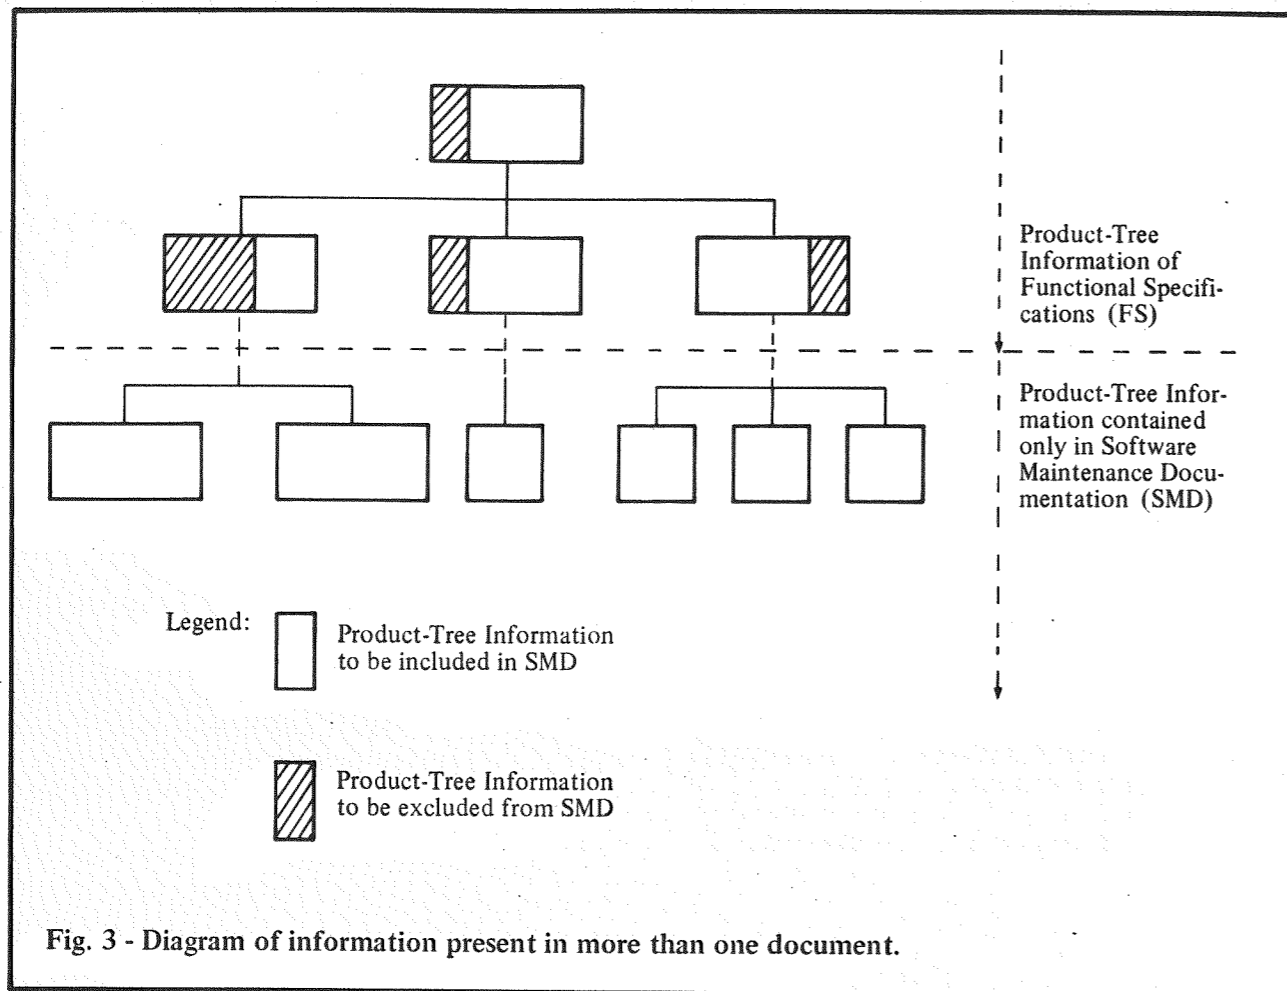 Product-Tree
Information of
Functional Specifi-
cations (FS)
Product-Tree Infor-
mation contained
only in Software
Maintenance Docu-
mentation (SMD)
Legend:
Product-Tree Information
to be included in SMD
Product-Tree Information
to be excluded from SMD
Fig. 3 - Diagram of information present in more than one document.